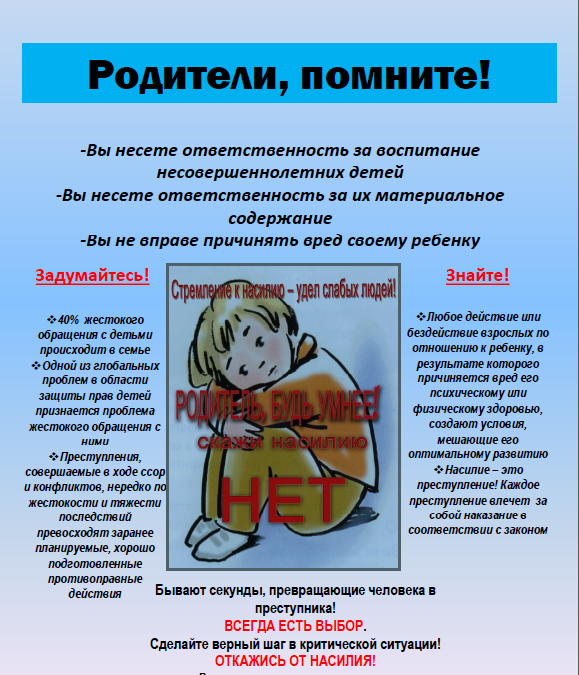 Родители, помните!
-Вы несете ответственность за воспитание
несовершеннолетних детей
-Вы несете ответственность за их материальное
содержание
-Вы не вправе причинять вред своему ребенку
Задумайтесь!
❖40% жестокого
обращения с детьми
происходит в семье
❖Одной из глобальных
проблем в области
защиты прав детей
признается проблема
жестокого обращения с
ними
❖Преступления,
совершаемые в ходе ссор
и конфликтов, нередко по
жестокости и тяжести
последствий
превосходят заранее
планируемые, хорошо
подготовленные
противоправные
действия
Стремление к насилию – удел слабых людей!
РОДИТЕЛЬ, БУДЬ УМНЕЕ!
скажи насилию
НЕТ
Знайте!
❖Любое действие или
бездействие взрослых по
отношению к ребенку, в
результате которого
причиняется вред его
психическому или
физическому здоровью,
создают условия,
мешающие его
оптимальному развитию
❖Насилие – это
преступление! Каждое
преступление влечет за
собой наказание в
соответствии с законом
Бывают секунды, превращающие человека в
преступника!
ВСЕГДА ЕСТЬ ВЫБОР.
Сделайте верный шаг в критической ситуации!
ОТКАЖИСЬ ОТ НАСИЛИЯ!